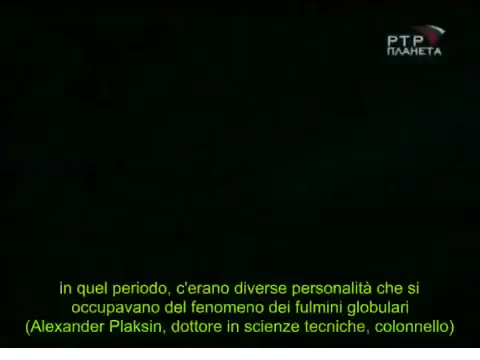 РТР
ПЛАНЕТА
in quel periodo, c'erano diverse personalità che si
occupavano del fenomeno dei fulmini globulari
(Alexander Plaksin, dottore in scienze tecniche, colonnello)